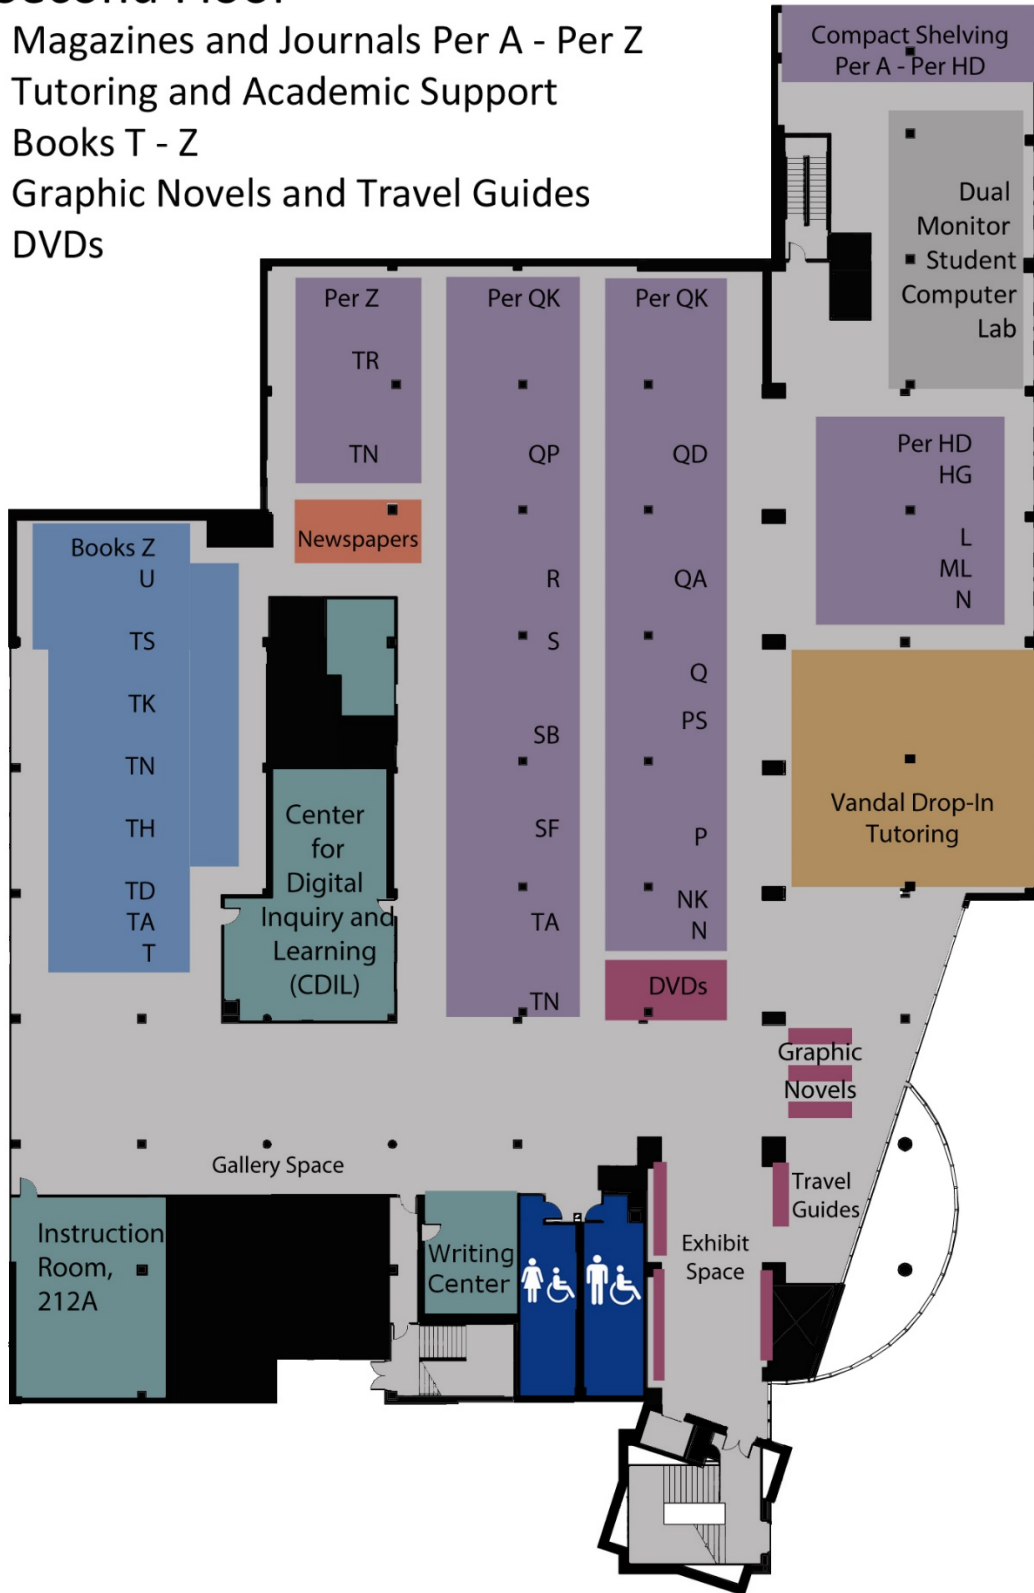 Second Floor
Magazines and Journals Per A - Per Z
Tutoring and Academic Support
Books T - Z
Graphic Novels and Travel Guides
DVDs
Compact Shelving
Per A - Per HD
Dual
Monitor
Student
Computer
Lab
Per Z
TR
TN
Newspapers
Per QK
QP
R
S
SB
SF
TA
TN
Per QK
QD
QA
Q
PS
P
NK
N
DVDs
Per HD
HG
L
ML
N
Vandal Drop-In
Tutoring
Books Z
U
TS
TK
TN
TH
TD
TA
T
Center
for
Digital
Inquiry and
Learning
(CDIL)
Graphic
Novels
Gallery Space
Travel
Guides
Exhibit
Space
Instruction
Room,
212A
Writing
Center